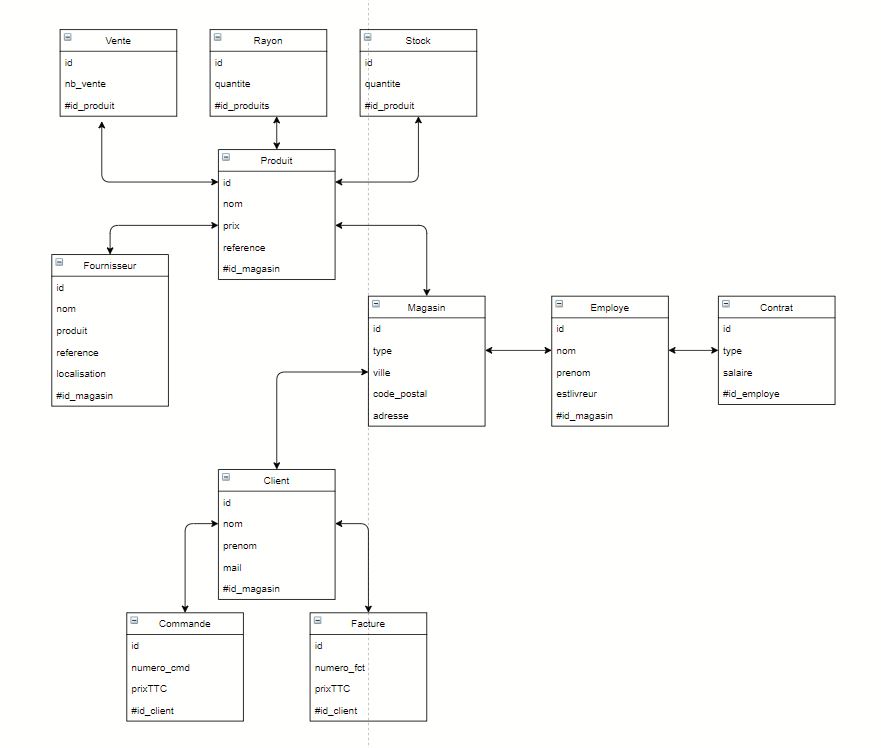 Vente
id
nb_vente
#id_produit
Rayon
id
quantite
#id_produits
Stock
id
quantite
#id_produit
Produit
id
nom
prix
reference
#id_magasin
Fournisseur
id
nom
produit
reference
localisation
#id_magasin
Magasin
id
type
ville
code_postal
adresse
Employe
id
nom
prenom
estlivreur
#id_magasin
Contrat
id
type
salaire
#id_employe
Client
id
nom
prenom
mail
#id_magasin
Commande
id
numero_cmd
prixTTC
#id_client
Facture
id
numero_fct
prixTTC
#id_client